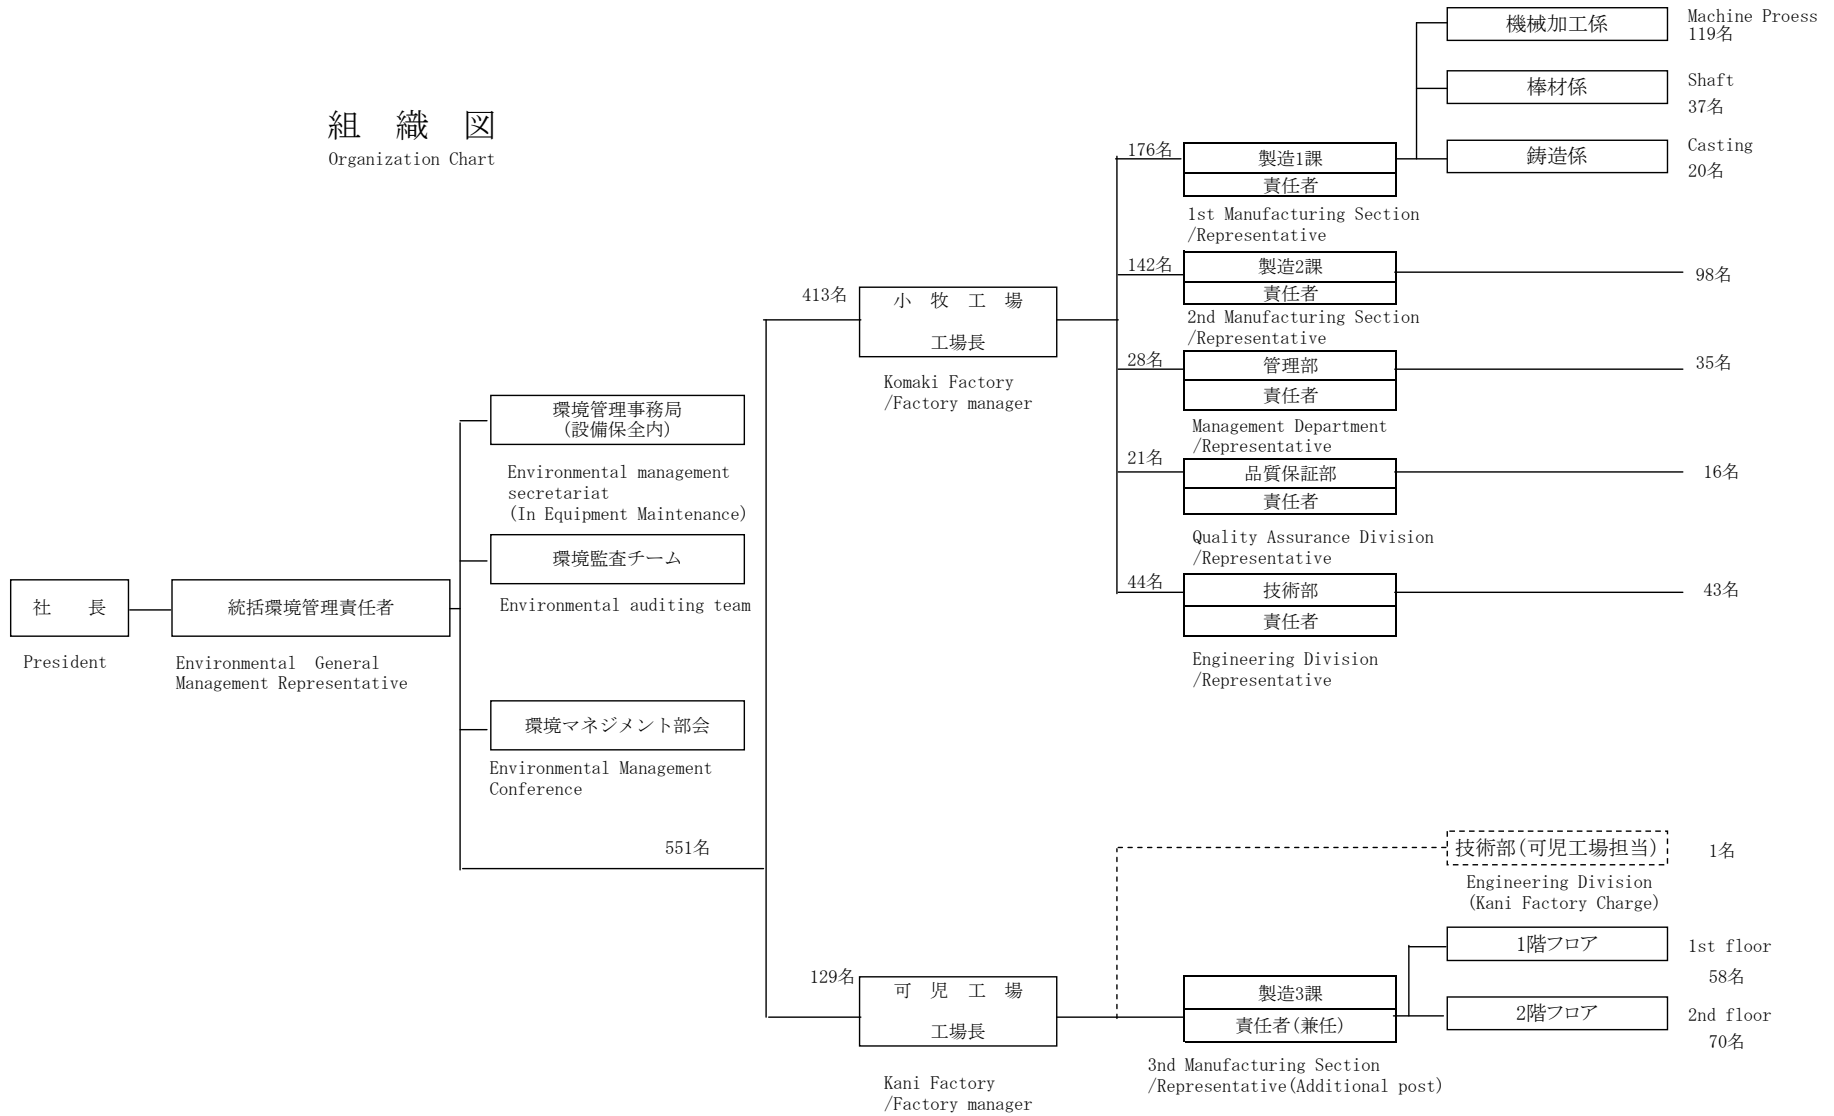 組　織　図
Organization Chart
社　　長
President
統括環境管理責任者
Environmental　General
Management Representative
環境管理事務局
(設備保全内)
Environmental management
secretariat
(In Equipment Maintenance)
環境監査チーム
Environmental auditing team
環境マネジメント部会
Environmental Management
Conference
551名
413名
小　牧　工　場
工場長
Komaki Factory
/Factory manager
176名
製造1課
責任者
1st Manufacturing Section
/Representative
機械加工係
Machine Proess
119名
棒材係
Shaft
37名
鋳造係
Casting
20名
142名
製造2課
責任者
2nd Manufacturing Section
/Representative
98名
28名
管理部
責任者
Management Department
/Representative
35名
21名
品質保証部
責任者
Quality Assurance Division
/Representative
16名
44名
技術部
責任者
Engineering Division
/Representative
43名
129名
可　児　工　場
工場長
Kani Factory
/Factory manager
技術部(可児工場担当)
1名
Engineering Division
(Kani Factory Charge)
製造3課
責任者(兼任)
3nd Manufacturing Section
/Representative(Additional post)
1階フロア
1st floor
58名
2階フロア
2nd floor
70名